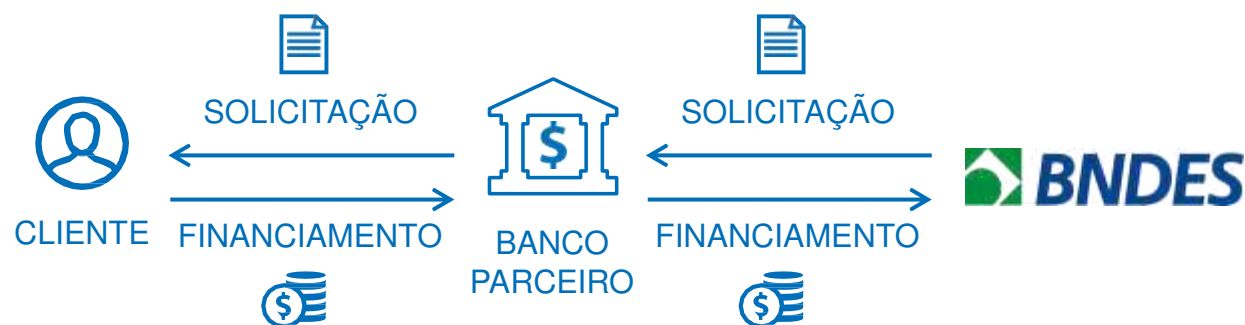 SOLICITAÇÃO
SOLICITAÇÃO
$
BNDES
CLIENTE
FINANCIAMENTO
BANCO
PARCEIRO
FINANCIAMENTO
$
$